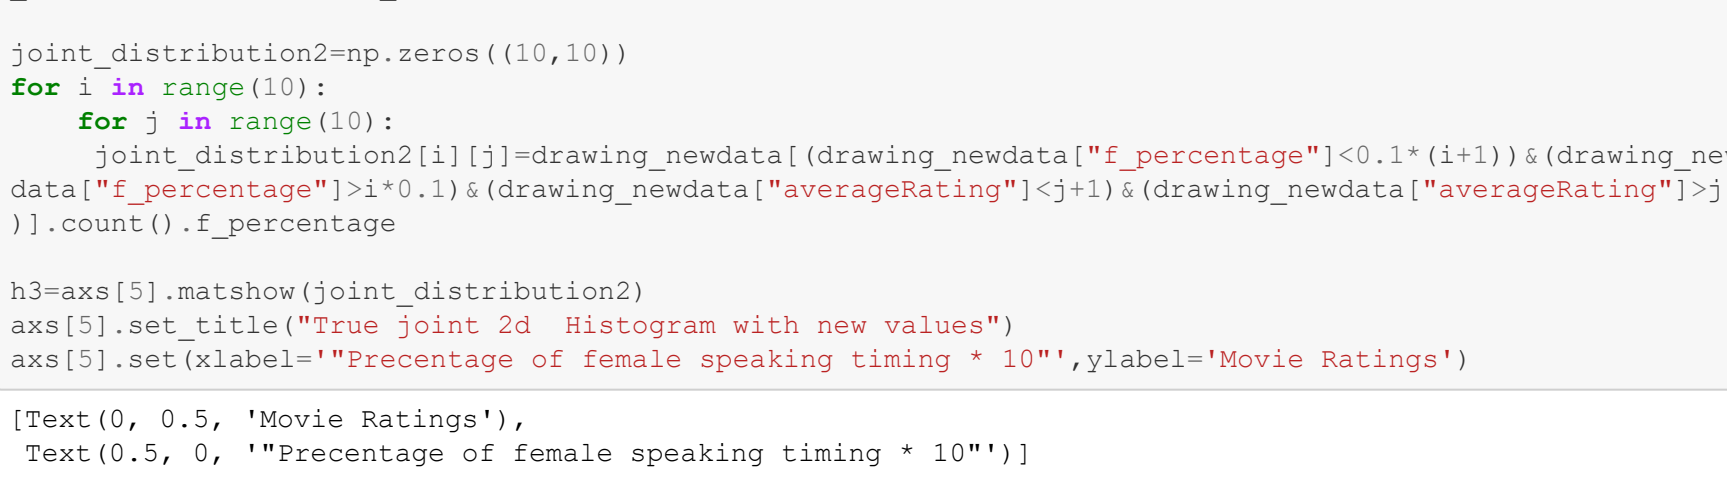 joint_distribution2=np.zeros((10,10))
for i in range(10):
    for j in range(10):
     joint_distribution2[i][j]=drawing_newdata[(drawing_newdata["f_percentage"]<0.1*(i+1))&(drawing_new
data["f_percentage"]>i*0.1)&(drawing_newdata["averageRating"]<j+1)&(drawing_newdata["averageRating"]>j
)].count().f_percentage
h3=axs[5].matshow(joint_distribution2)
axs[5].set_title("True joint 2d  Histogram with new values")
axs[5].set(xlabel='"Precentage of female speaking timing * 10"',ylabel='Movie Ratings')
[Text(0, 0.5, 'Movie Ratings'),
 Text(0.5, 0, '"Precentage of female speaking timing * 10"')]